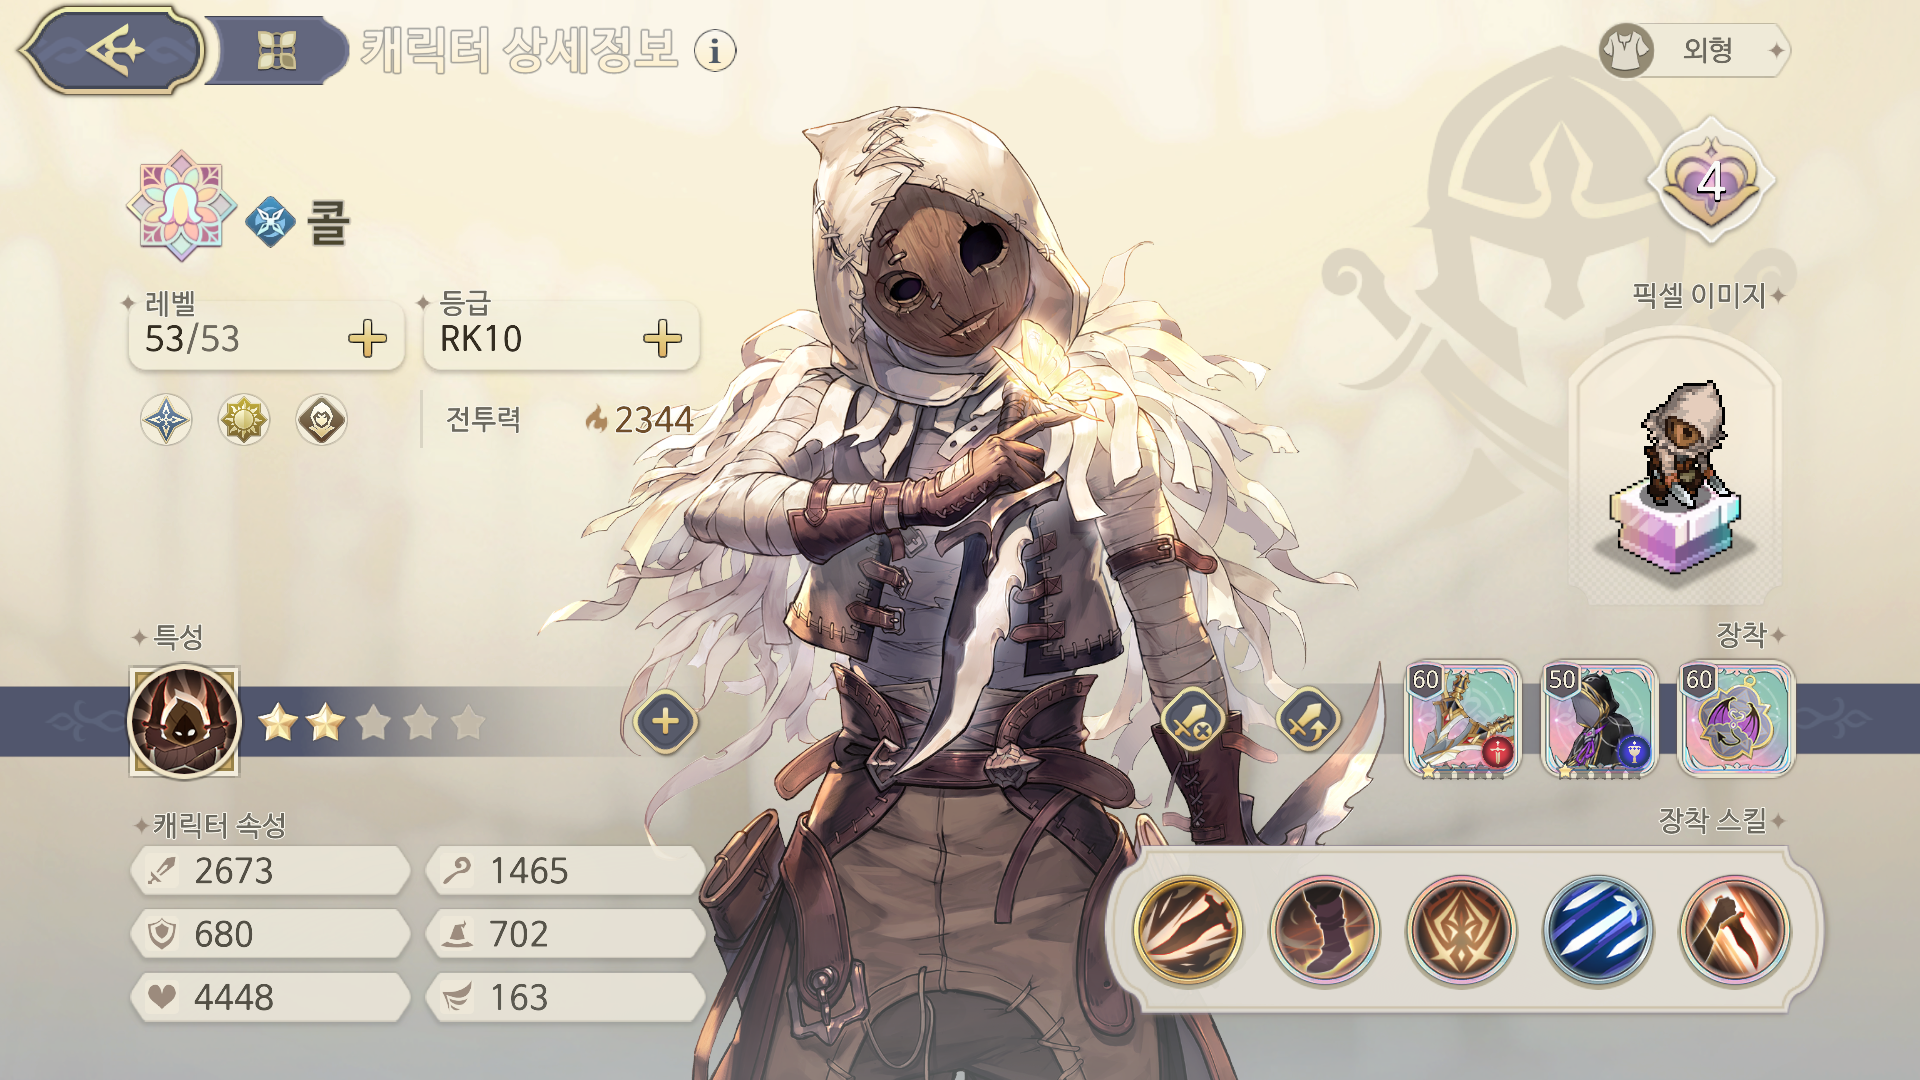 캐릭터 상세정보
외형
콜
4
레벨
53/53
등급
RK10
전투력 2344
픽셀 이미지
특성
장착
60 50 60
캐릭터 속성
장착 스킬
2673 1465
680 702
4448 163